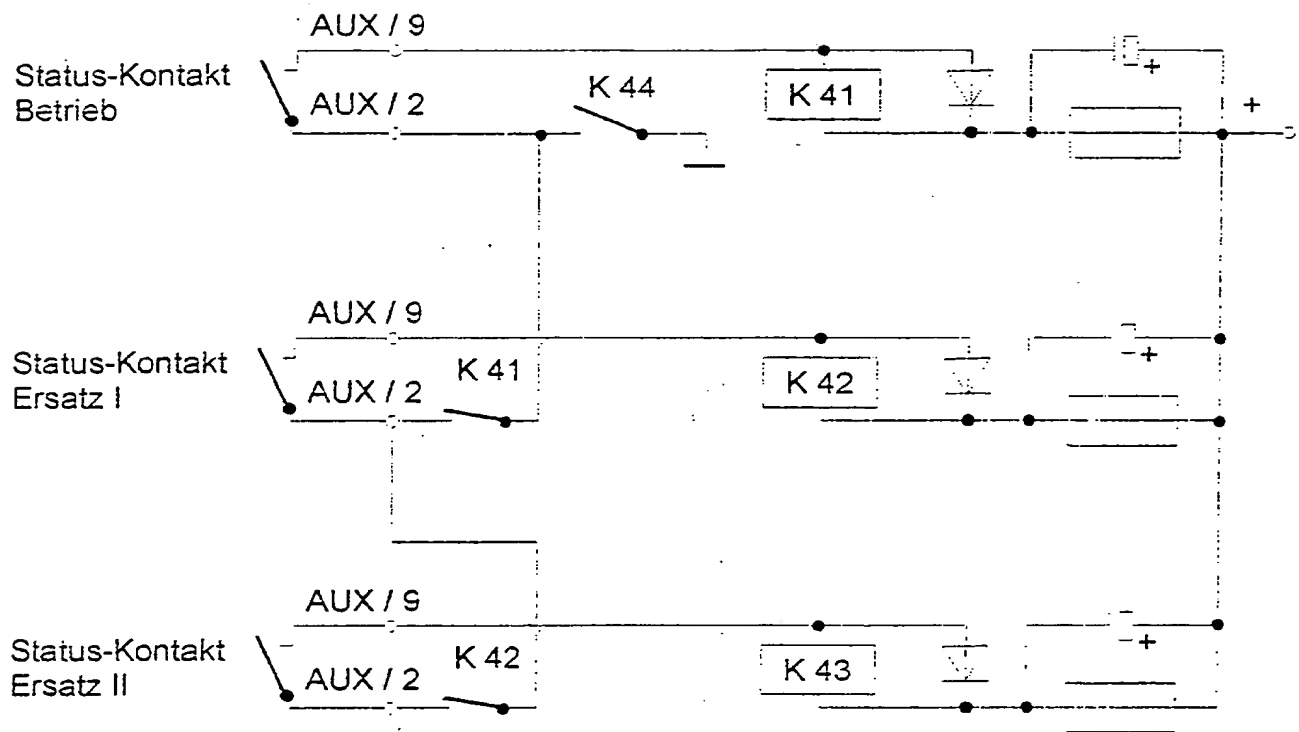 AUX / 9
Status-Kontakt
Betrieb
AUX / 2
K 44
K 41
+
+
AUX / 9
Status-Kontakt
Ersatz I
AUX / 2
K 41
K 42
-+
AUX / 9
Status-Kontakt
Ersatz II
AUX / 2
K 42
K 43
-+